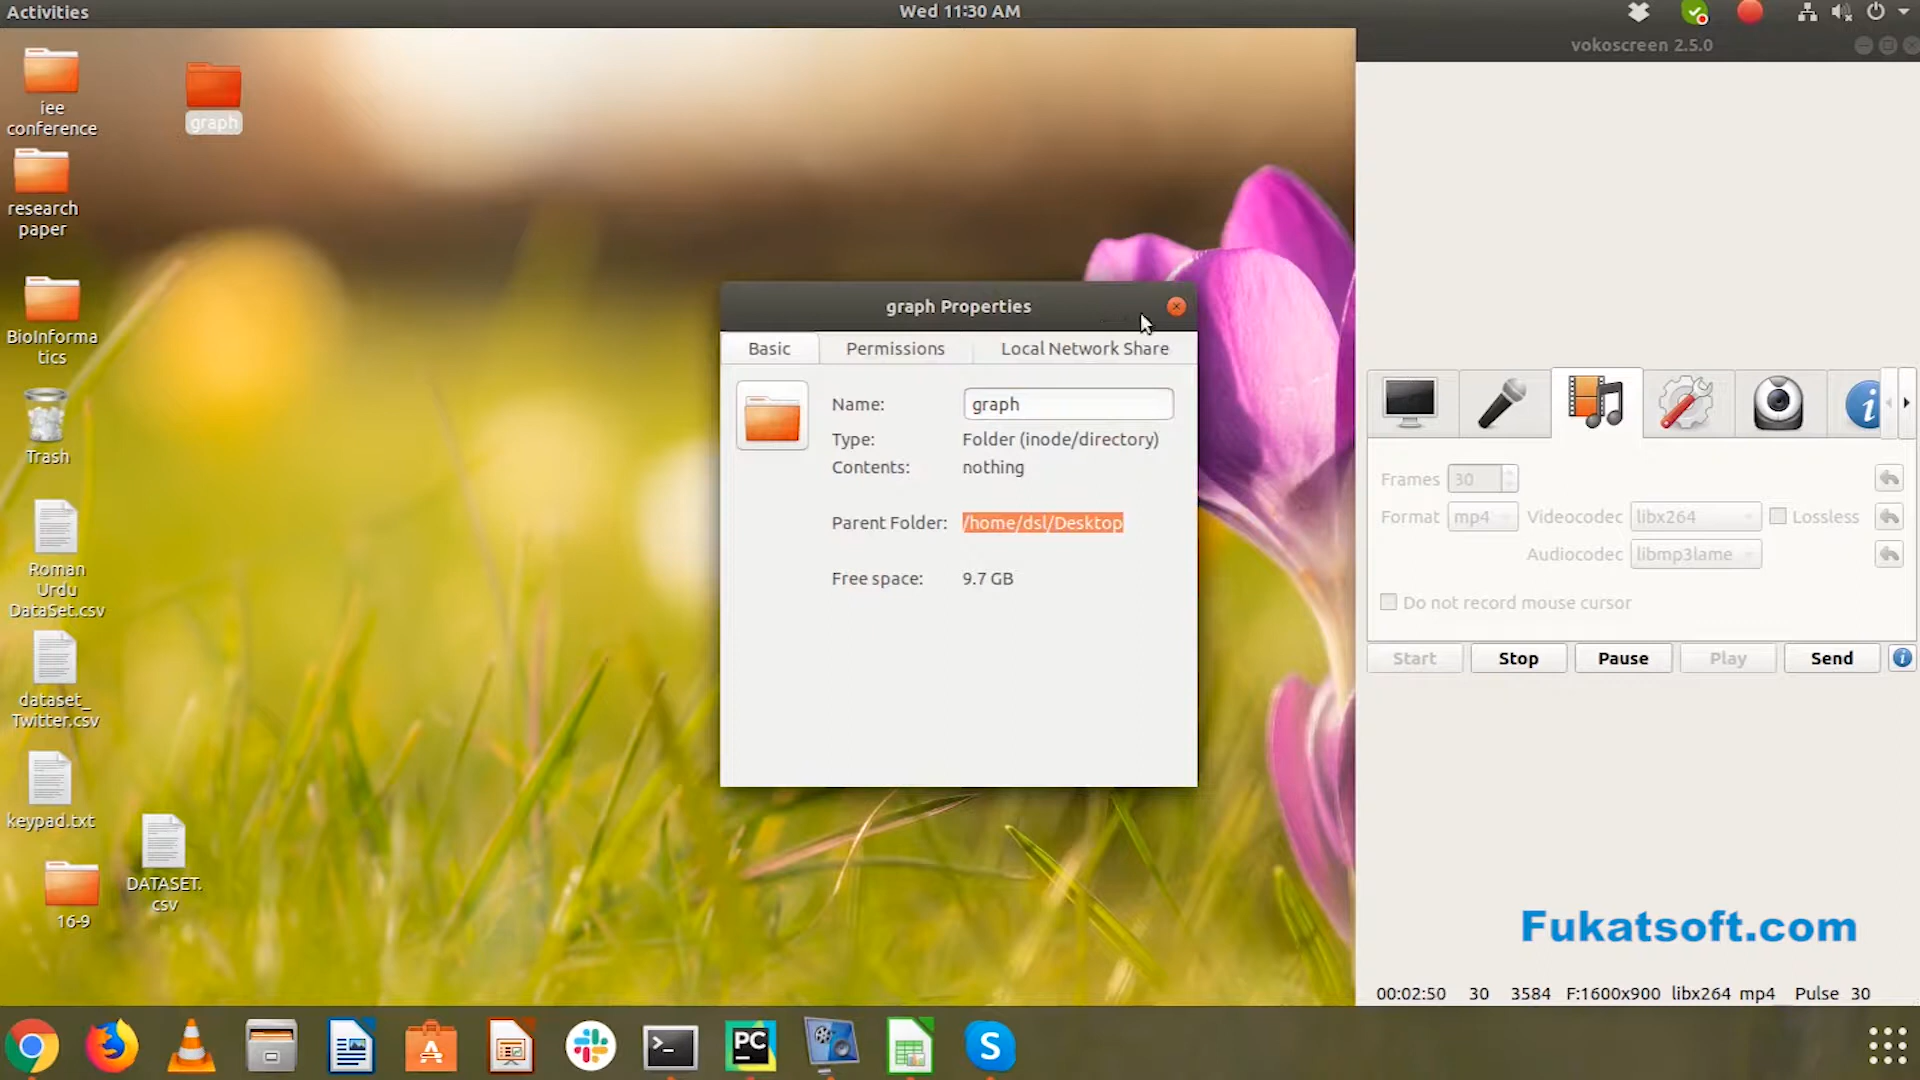 Activities
Wed 11:30 AM
vokoscreen 2.5.0
iee
conference
graph
research
paper
BioInforma
tics
Trash
Roman
Urdu
DataSet.csv
dataset_
Twitter.csv
keypad.txt
DATASET.
csv
16-9
graph Properties
Basic
Permissions
Local Network Share
Name:
graph
Type:
Folder (inode/directory)
Contents:
nothing
Parent Folder:
/home/dsl/Desktop
Free space:
9.7 GB
Frames
30
Format
mp4
Videocodec
libx264
Lossless
Audiocodec
libmp3lame
Do not record mouse cursor
Start
Stop
Pause
Play
Send
Fukatsoft.com
00:02:50 30 3584 F:1600x900 libx264 mp4 Pulse 30
PC